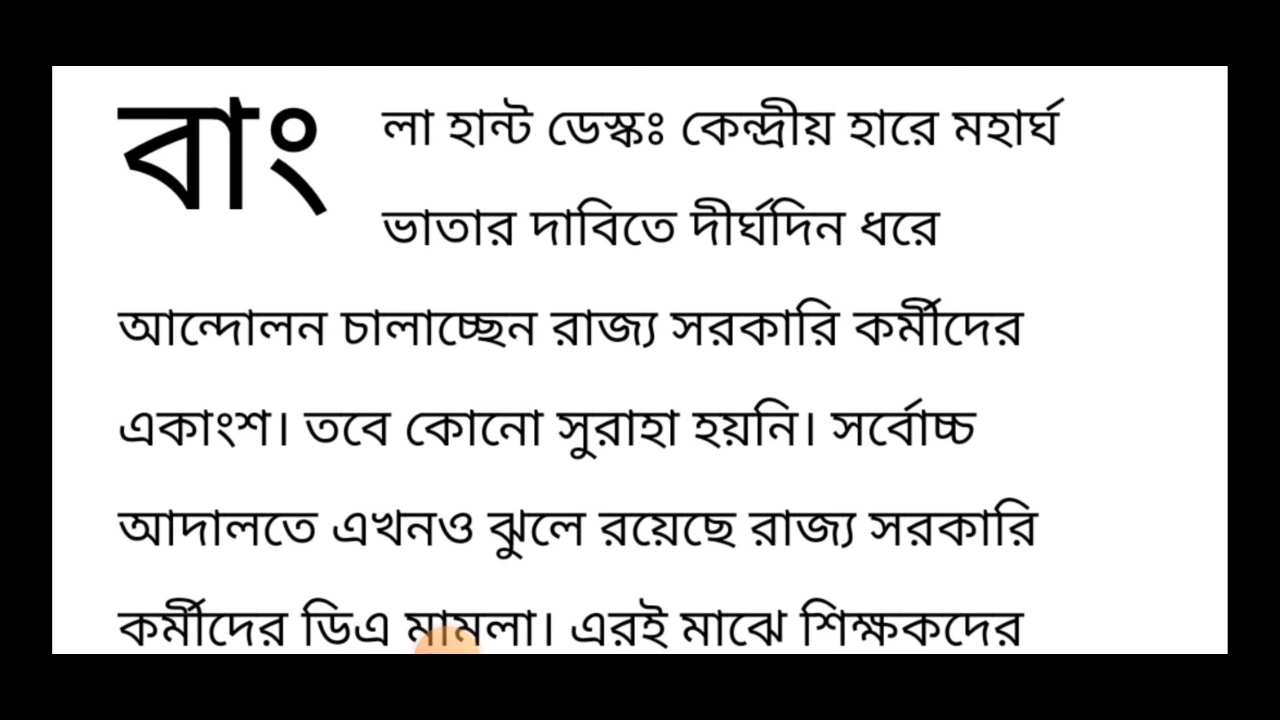 বাংলা হান্ট ডেস্কঃ কেন্দ্রীয় হারে মহার্ঘ
ভাতার দাবিতে দীর্ঘদিন ধরে
আন্দোলন চালাচ্ছেন রাজ্য সরকারি কর্মীদের
একাংশ। তবে কোনো সুরাহা হয়নি। সর্বোচ্চ
আদালতে এখনও ঝুলে রয়েছে রাজ্য সরকারি
কর্মীদের ডিএ মামলা। এরই মাঝে শিক্ষকদের